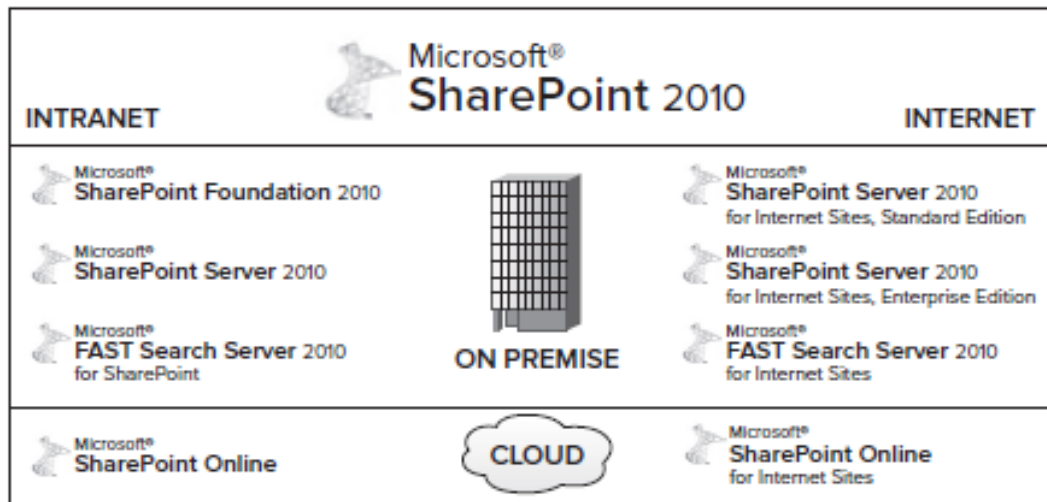 Microsoft®
SharePoint 2010
INTRANET
INTERNET
Microsoft®
SharePoint Foundation 2010
Microsoft®
SharePoint Server 2010
Microsoft®
FAST Search Server 2010
for SharePoint
ON PREMISE
Microsoft®
SharePoint Server 2010
for Internet Sites, Standard Edition
Microsoft®
SharePoint Server 2010
for Internet Sites, Enterprise Edition
Microsoft®
FAST Search Server 2010
for Internet Sites
Microsoft®
SharePoint Online
CLOUD
Microsoft®
SharePoint Online
for Internet Sites